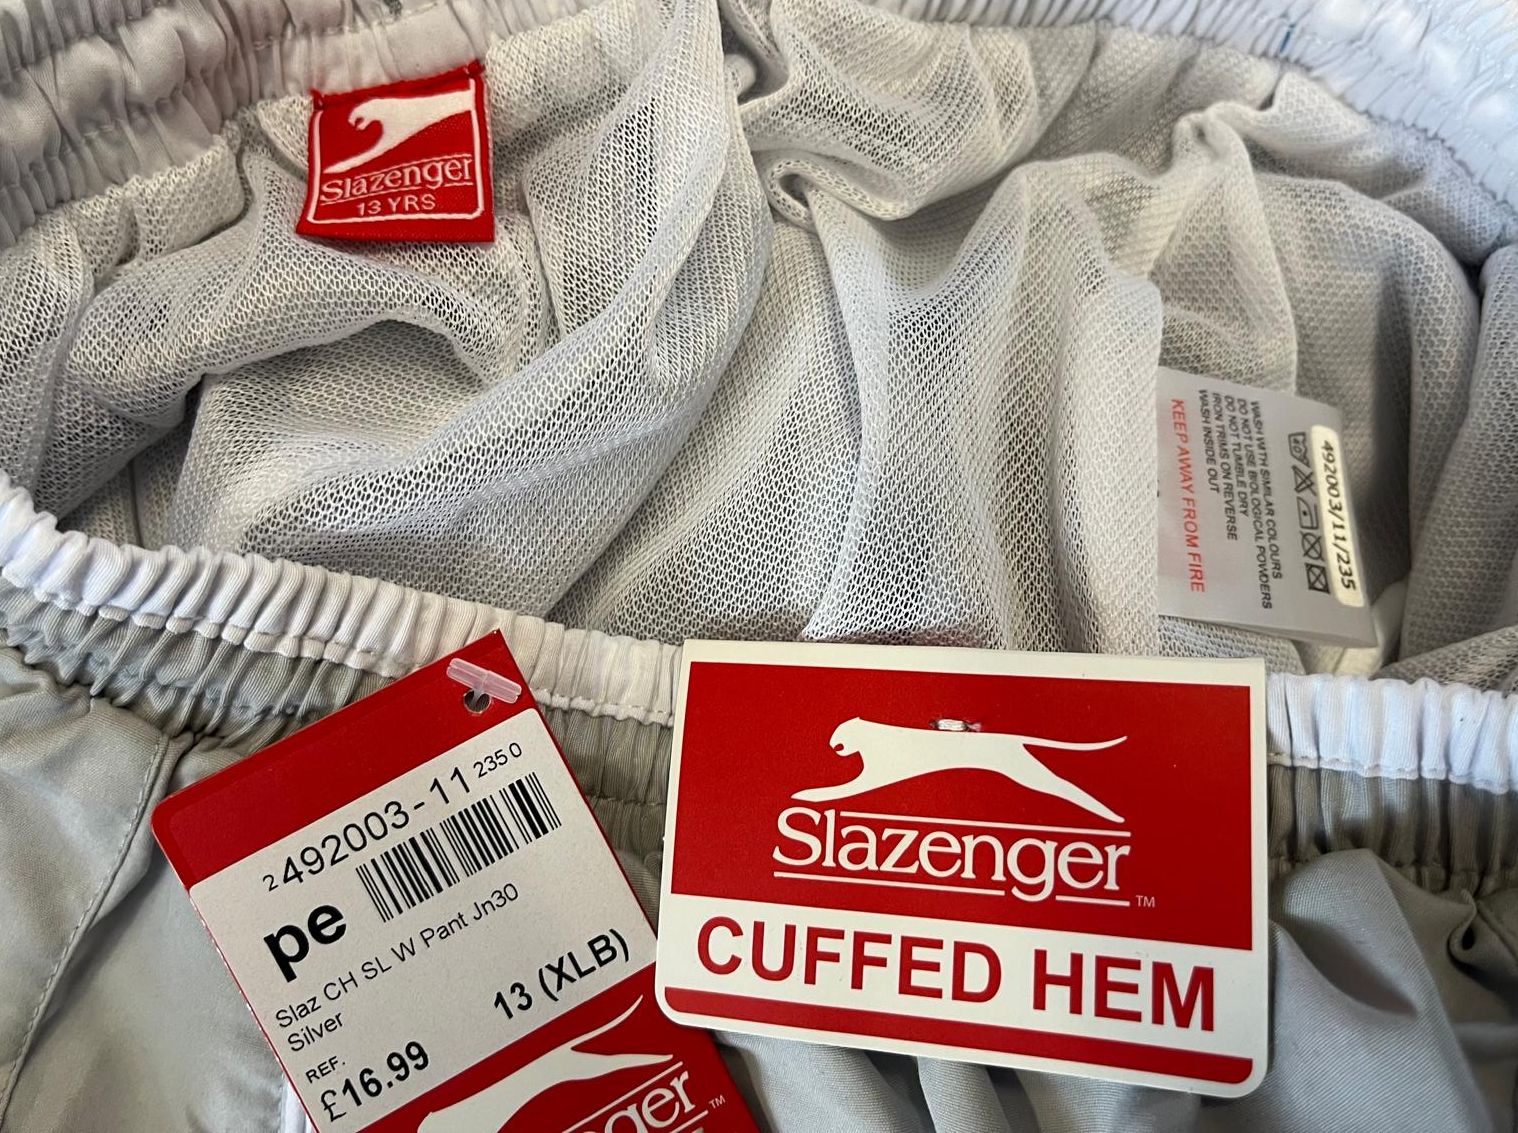 Slazenger
13 YRS
492003/11/235
WASH WITH SIMILAR COLOURS
DO NOT USE BIOLOGICAL POWDERS
DO NOT TUMBLE DRY
IRON TRIMS ON REVERSE
WASH INSIDE OUT
KEEP AWAY FROM FIRE
2 492003-11 235 0
pe
Slaz CH SL W Pant Jn30
Silver
13 (XLB)
REF.
£16.99
nger™
Slazenger™
CUFFED HEM